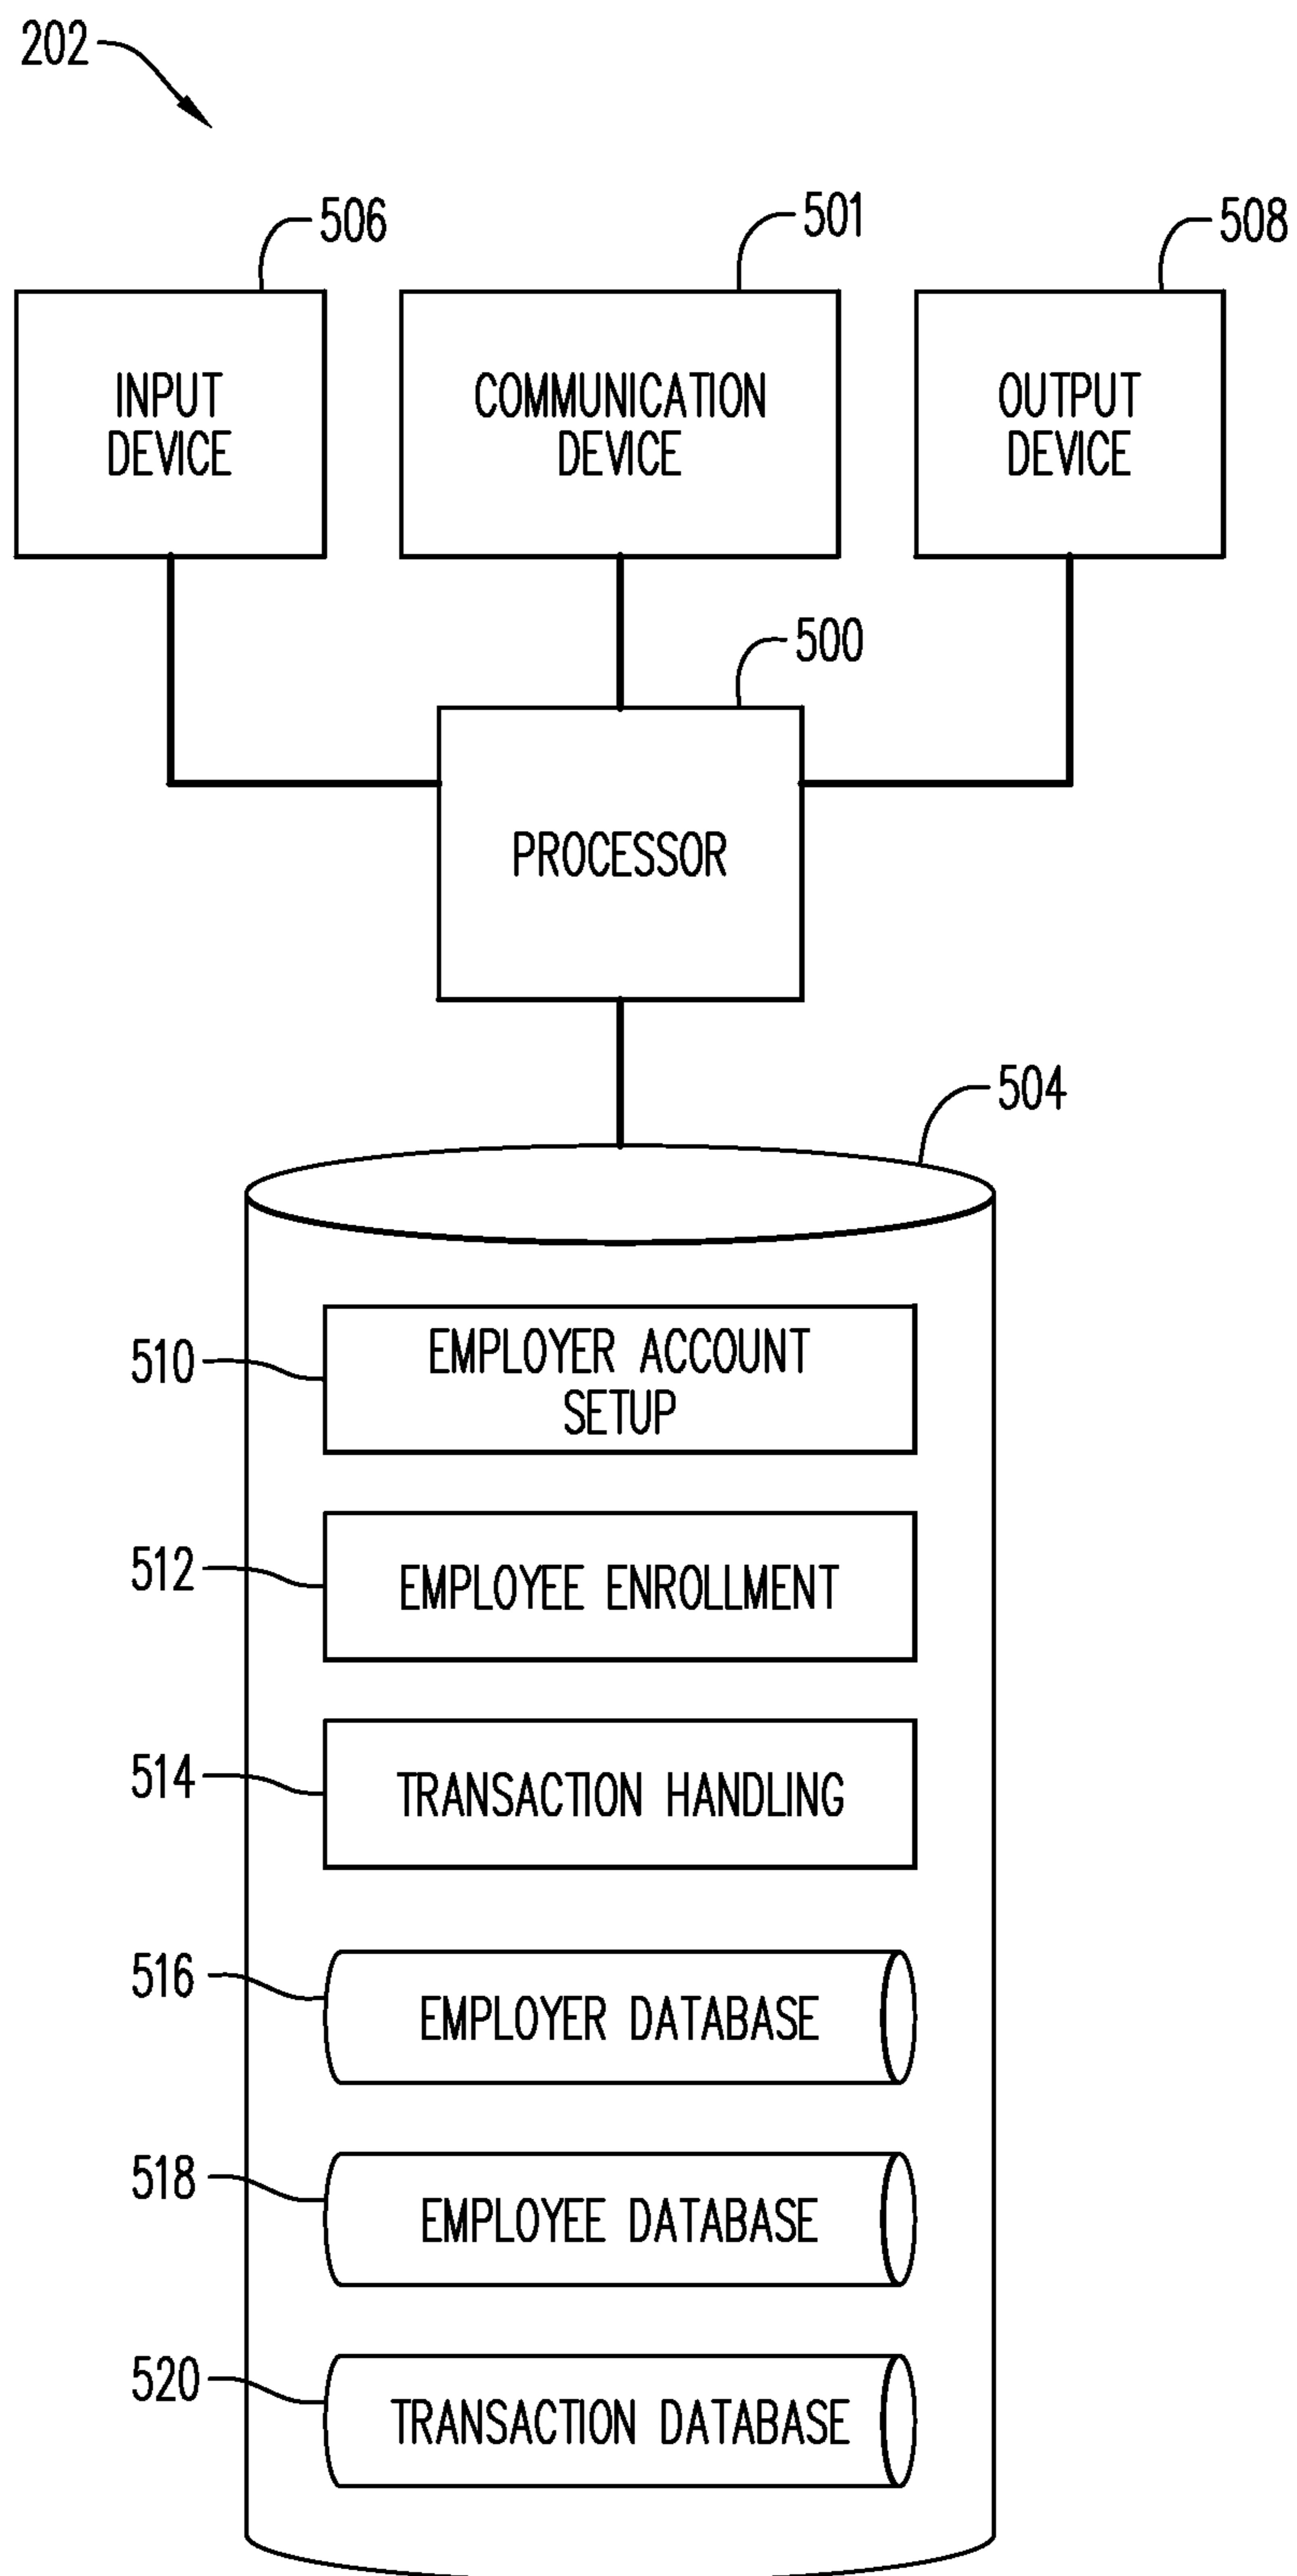 202
506
501
508
INPUT
DEVICE
COMMUNICATION
DEVICE
OUTPUT
DEVICE
500
PROCESSOR
504
510
EMPLOYER ACCOUNT
SETUP
512
EMPLOYEE ENROLLMENT
514
TRANSACTION HANDLING
516
EMPLOYER DATABASE
518
EMPLOYEE DATABASE
520
TRANSACTION DATABASE